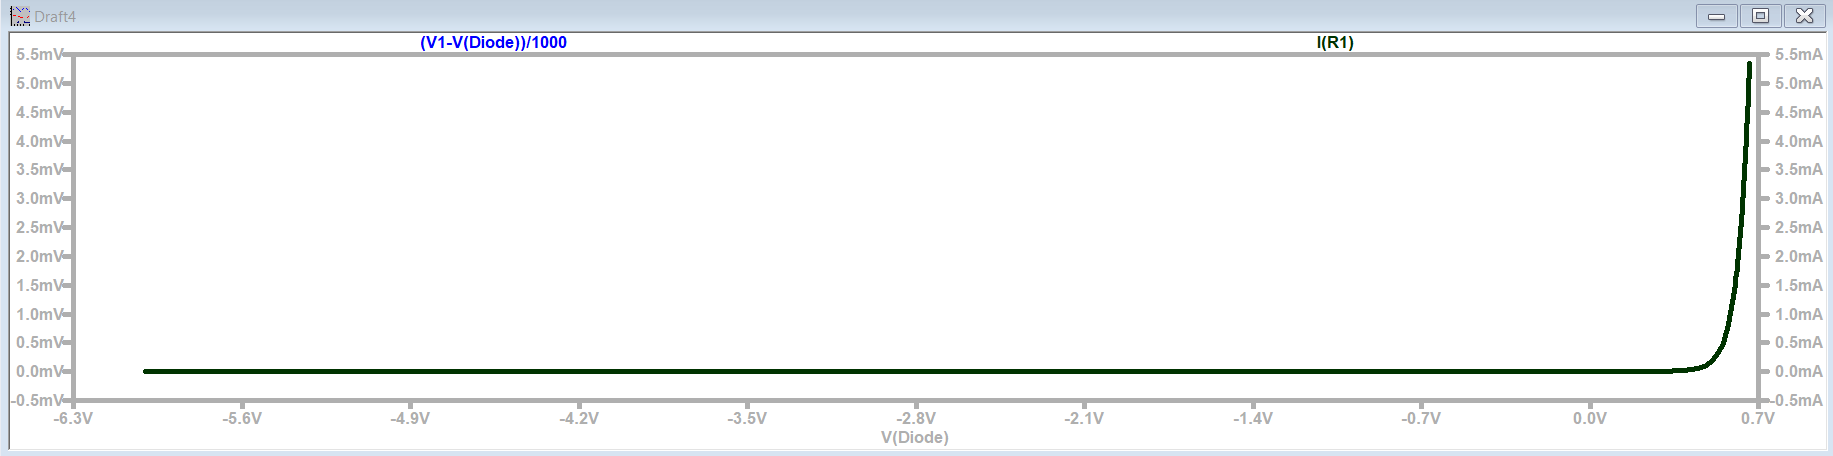 Draft4
(V1-V(Diode))/1000 I(R1)
5.5mV 5.5mA
5.0mV 5.0mA
4.5mV 4.5mA
4.0mV 4.0mA
3.5mV 3.5mA
3.0mV 3.0mA
2.5mV 2.5mA
2.0mV 2.0mA
1.5mV 1.5mA
1.0mV 1.0mA
0.5mV 0.5mA
0.0mV 0.0mA
-0.5mV -0.5mA
-6.3V -5.6V -4.9V -4.2V -3.5V -2.8V -2.1V -1.4V -0.7V 0.0V 0.7V
V(Diode)